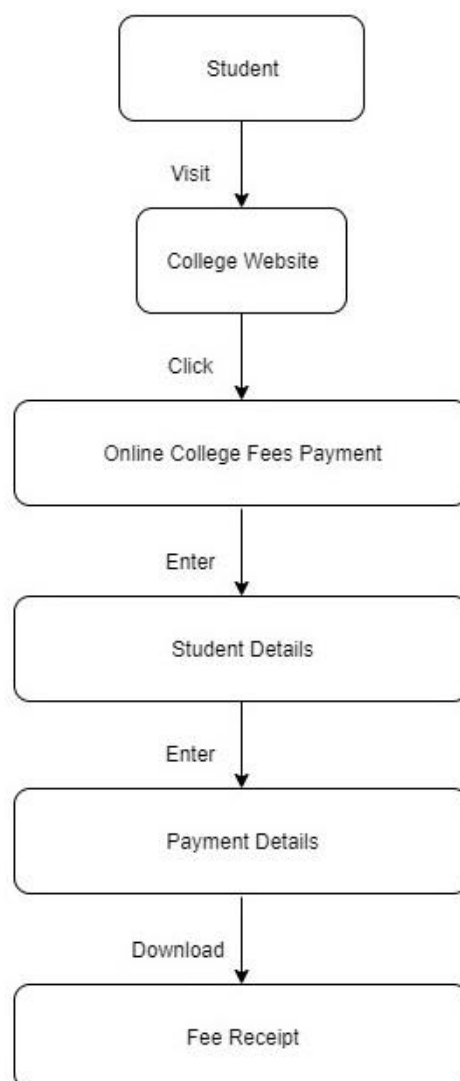 Student
Visit
College Website
Click
Online College Fees Payment
Enter
Student Details
Enter
Payment Details
Download
Fee Receipt